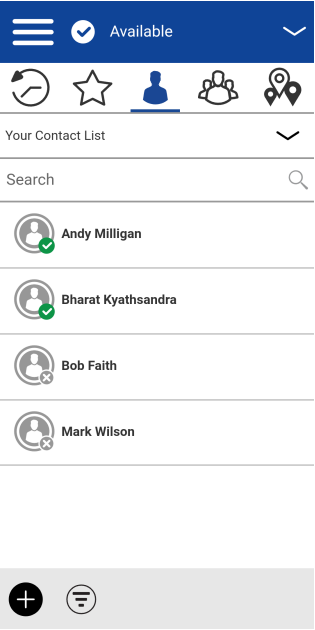 Available
Your Contact List
Search
Andy Milligan
Bharat Kyathsandra
Bob Faith
Mark Wilson